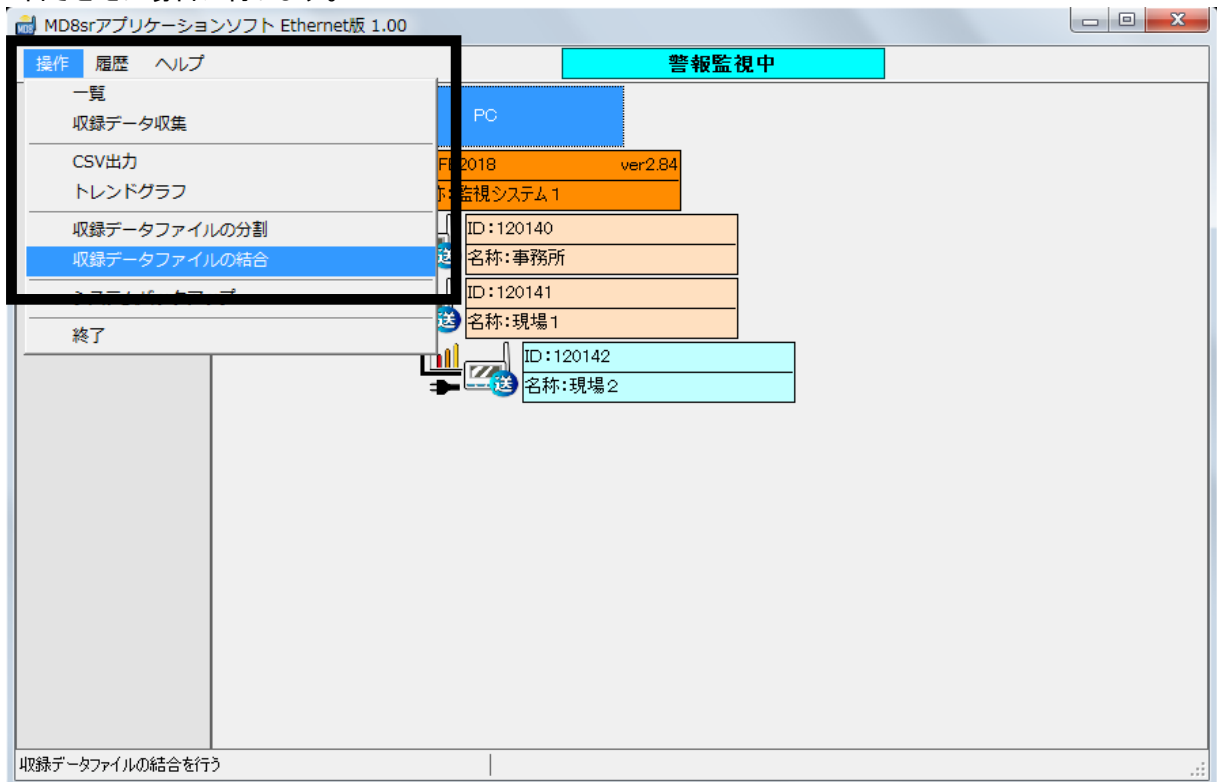 MD8srアプリケーションソフト Ethernet版 1.00
操作 履歴 ヘルプ
警報監視中
一覧
収録データ収集
CSV出力
トレンドグラフ
収録データファイルの分割
収録データファイルの結合
終了
PC
2018 ver2.84
監視システム1
ID:120140
名称:事務所
送
ID:120141
名称:現場1
送
ID:120142
名称:現場2
送
収録データファイルの結合を行う